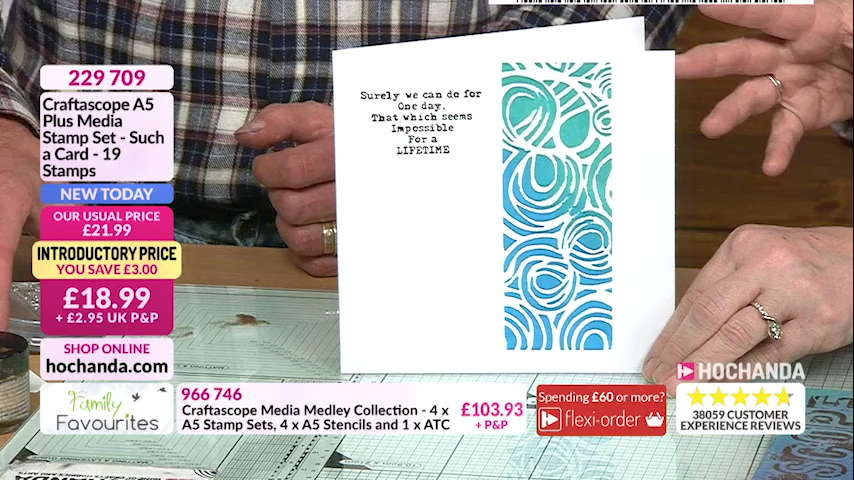 229 709
Craftascope A5
Plus Media
Stamp Set - Such
a Card - 19
Stamps
NEW TODAY
OUR USUAL PRICE
£21.99
INTRODUCTORY PRICE
YOU SAVE £3.00
£18.99
+ £2.95 UK P&P
SHOP ONLINE
hochanda.com
Surely we can do for
One day.
That which seems
Impossible
For a
LIFETIME
Family
Favourites
966 746
Craftascope Media Medley Collection - 4 x
A5 Stamp Sets, 4 x A5 Stencils and 1 x ATC
£103.93
+ P&P
Spending £60 or more?
flexi-order
HOCHANDA
38059 CUSTOMER
EXPERIENCE REVIEWS